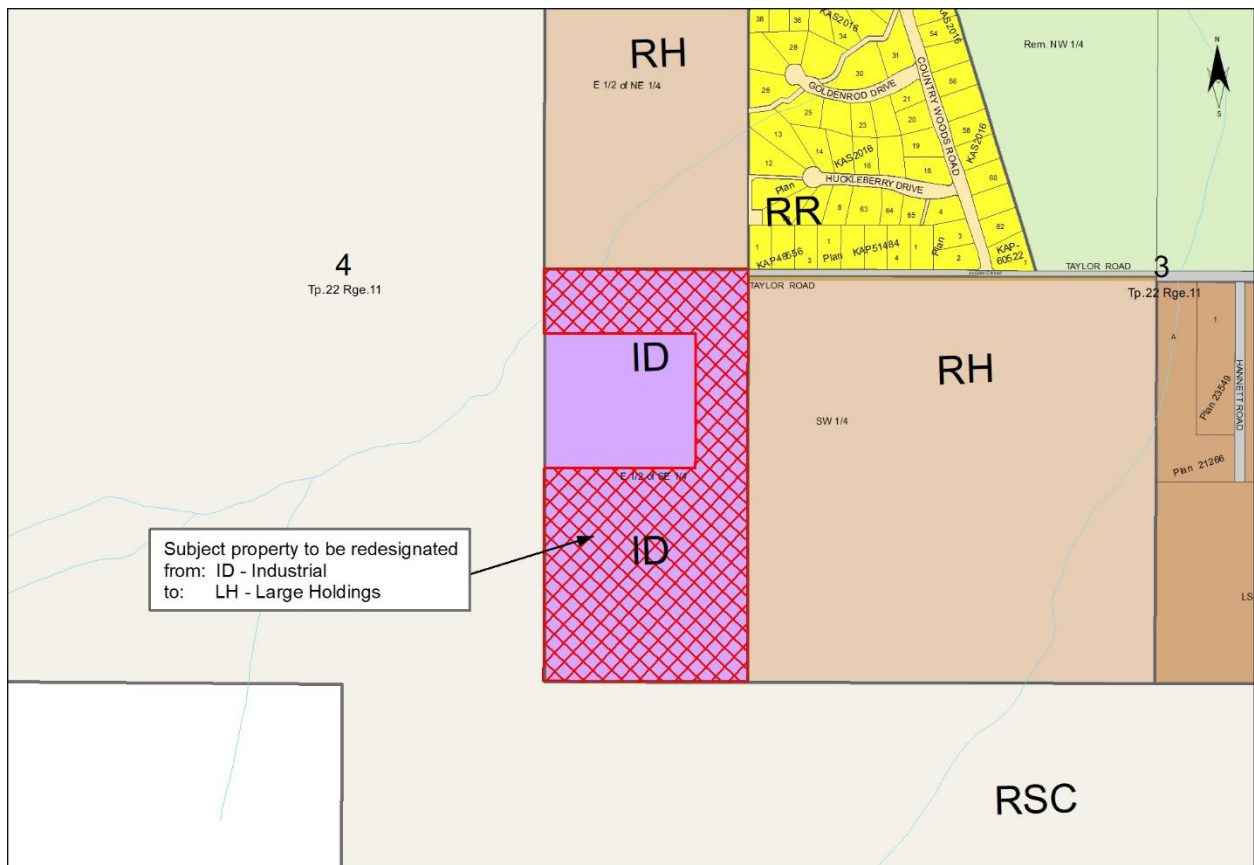 RH
E 1/2 of NE 1/4
36
36
KAS2016
34
28
26
30
31
GOLDENROD DRIVE
54
KAS2016
56
COUNTRY WOODS ROAD
Rem. NW 1/4
N
S
25
21
20
23
13
14
KAS2016
16
19
58
KAS2016
12
18
60
HUCKLEBERRY DRIVE
Plan
RR
8
63
64
65
4
62
1
KAP48556
3
Plan
1
KAP51484
4
Plan
3
2
KAP-
60522
1
TAYLOR ROAD
TAYLOR ROAD
4
Tp.22 Rge.11
3
Tp.22 Rge.11
ID
RH
SW 1/4
A
1
Plan 23549
HANNETT ROAD
Plan 21266
E 1/2 of SE 1/4
ID
Subject property to be redesignated
from: ID - Industrial
to: LH - Large Holdings
LS
RSC